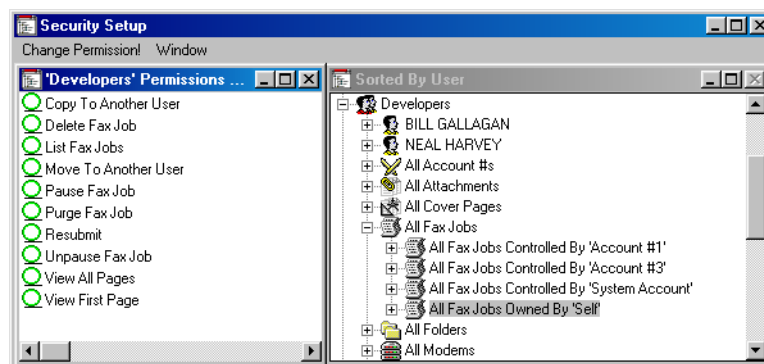 Security Setup
Change Permission! Window
'Developers' Permissions ...
Copy To Another User
Delete Fax Job
List Fax Jobs
Move To Another User
Pause Fax Job
Purge Fax Job
Resubmit
Unpause Fax Job
View All Pages
View First Page
Sorted By User
Developers
BILL GALLAGAN
NEAL HARVEY
All Account #s
All Attachments
All Cover Pages
All Fax Jobs
All Fax Jobs Controlled By 'Account #1'
All Fax Jobs Controlled By 'Account #3'
All Fax Jobs Controlled By 'System Account'
All Fax Jobs Owned By 'Self'
All Folders
All Modems